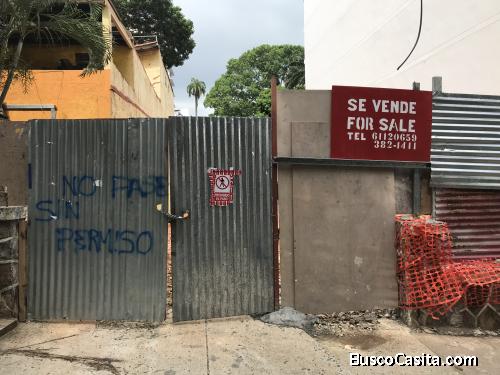 SE VENDE
FOR SALE
TEL 61120659
382-1411
NO PASE
SIN
PERMISO
BuscoCasita.com